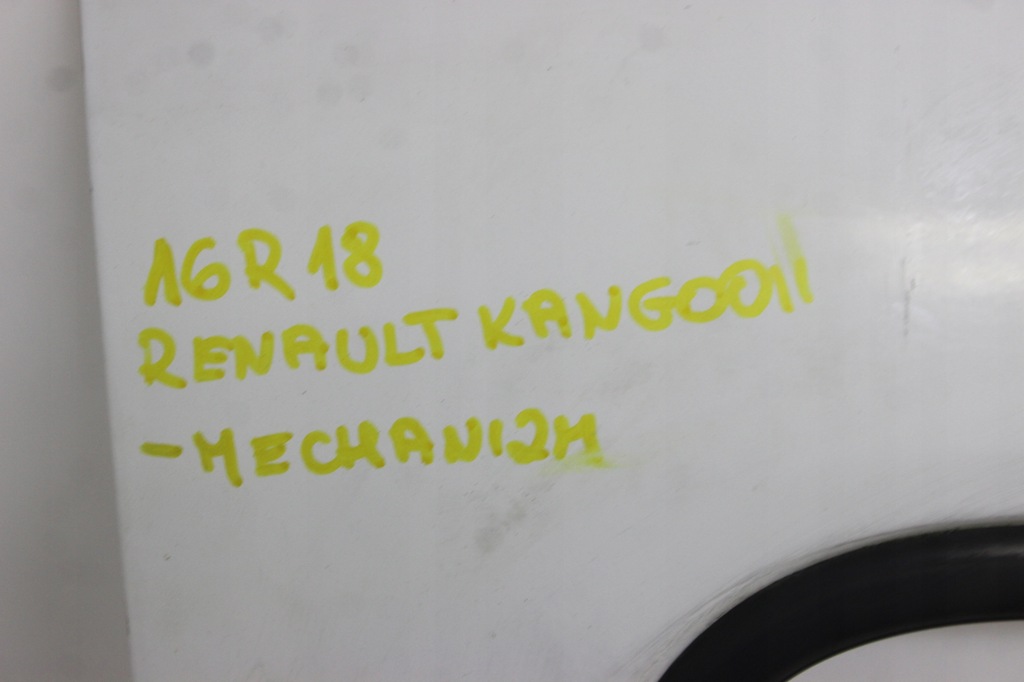 16R18
RENAULT KANGOO II
-MECHANIZM